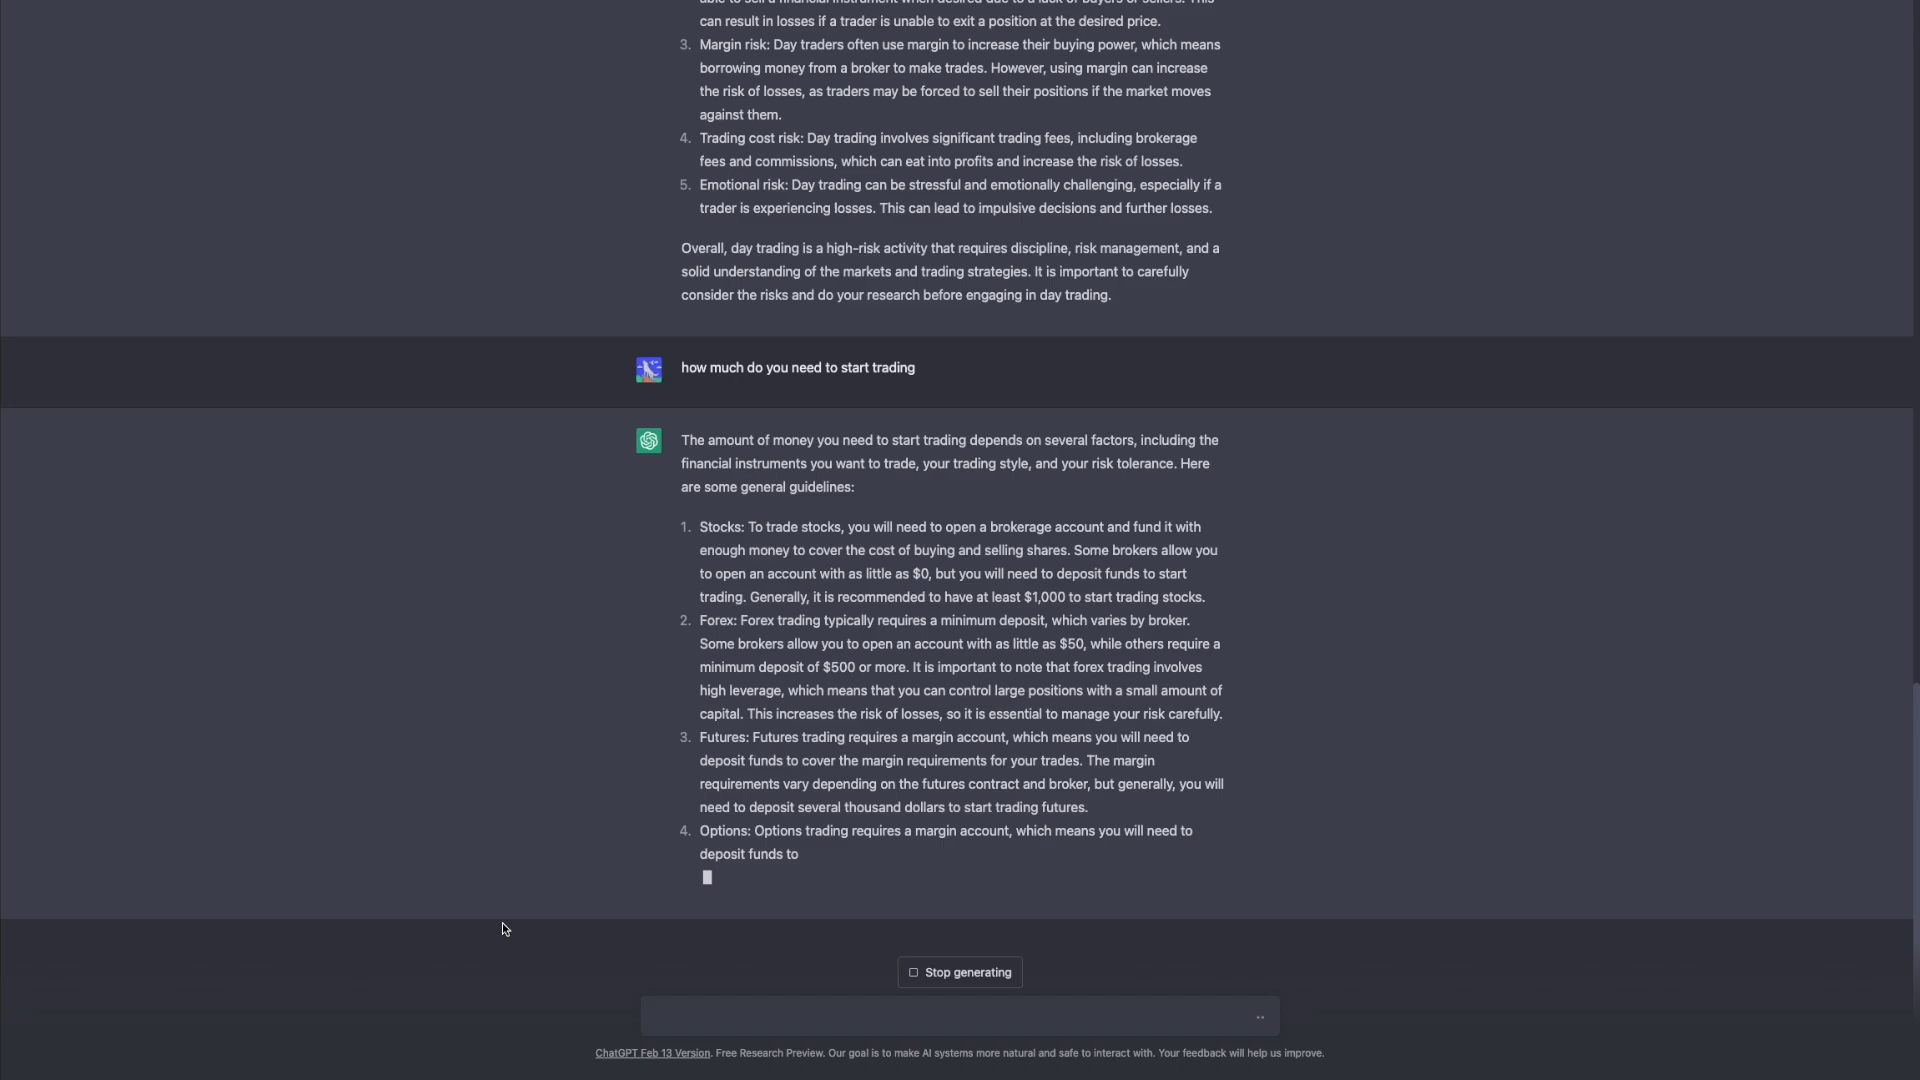 able to sell a financial instrument when desired due to a lack of buyers or sellers. This
can result in losses if a trader is unable to exit a position at the desired price.
3. Margin risk: Day traders often use margin to increase their buying power, which means
borrowing money from a broker to make trades. However, using margin can increase
the risk of losses, as traders may be forced to sell their positions if the market moves
against them.
4. Trading cost risk: Day trading involves significant trading fees, including brokerage
fees and commissions, which can eat into profits and increase the risk of losses.
5. Emotional risk: Day trading can be stressful and emotionally challenging, especially if a
trader is experiencing losses. This can lead to impulsive decisions and further losses.
Overall, day trading is a high-risk activity that requires discipline, risk management, and a
solid understanding of the markets and trading strategies. It is important to carefully
consider the risks and do your research before engaging in day trading.
how much do you need to start trading
The amount of money you need to start trading depends on several factors, including the
financial instruments you want to trade, your trading style, and your risk tolerance. Here
are some general guidelines:
1. Stocks: To trade stocks, you will need to open a brokerage account and fund it with
enough money to cover the cost of buying and selling shares. Some brokers allow you
to open an account with as little as $0, but you will need to deposit funds to start
trading. Generally, it is recommended to have at least $1,000 to start trading stocks.
2. Forex: Forex trading typically requires a minimum deposit, which varies by broker.
Some brokers allow you to open an account with as little as $50, while others require a
minimum deposit of $500 or more. It is important to note that forex trading involves
high leverage, which means that you can control large positions with a small amount of
capital. This increases the risk of losses, so it is essential to manage your risk carefully.
3. Futures: Futures trading requires a margin account, which means you will need to
deposit funds to cover the margin requirements for your trades. The margin
requirements vary depending on the futures contract and broker, but generally, you will
need to deposit several thousand dollars to start trading futures.
4. Options: Options trading requires a margin account, which means you will need to
deposit funds to
Stop generating
ChatGPT Feb 13 Version. Free Research Preview. Our goal is to make AI systems more natural and safe to interact with. Your feedback will help us improve.